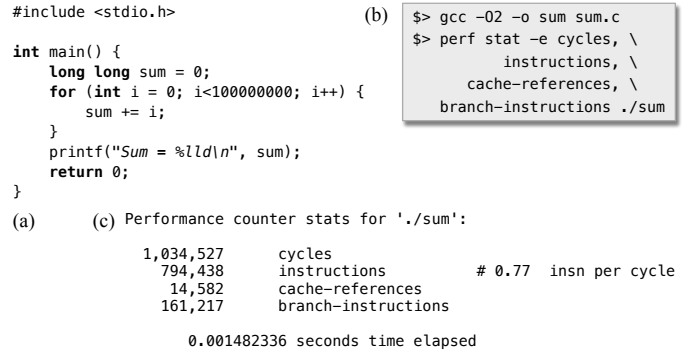 #include <stdio.h>
int main() {
long long sum = 0;
for (int i = 0; i<100000000; i++) {
sum += i;
}
printf("Sum = %lld\n", sum);
return 0;
}
(a)
(b)
$> gcc -O2 -o sum sum.c
$> perf stat -e cycles, \
instructions, \
cache-references, \
branch-instructions ./sum
(c) Performance counter stats for './sum':
1,034,527 cycles
794,438 instructions # 0.77 insn per cycle
14,582 cache-references
161,217 branch-instructions
0.001482336 seconds time elapsed